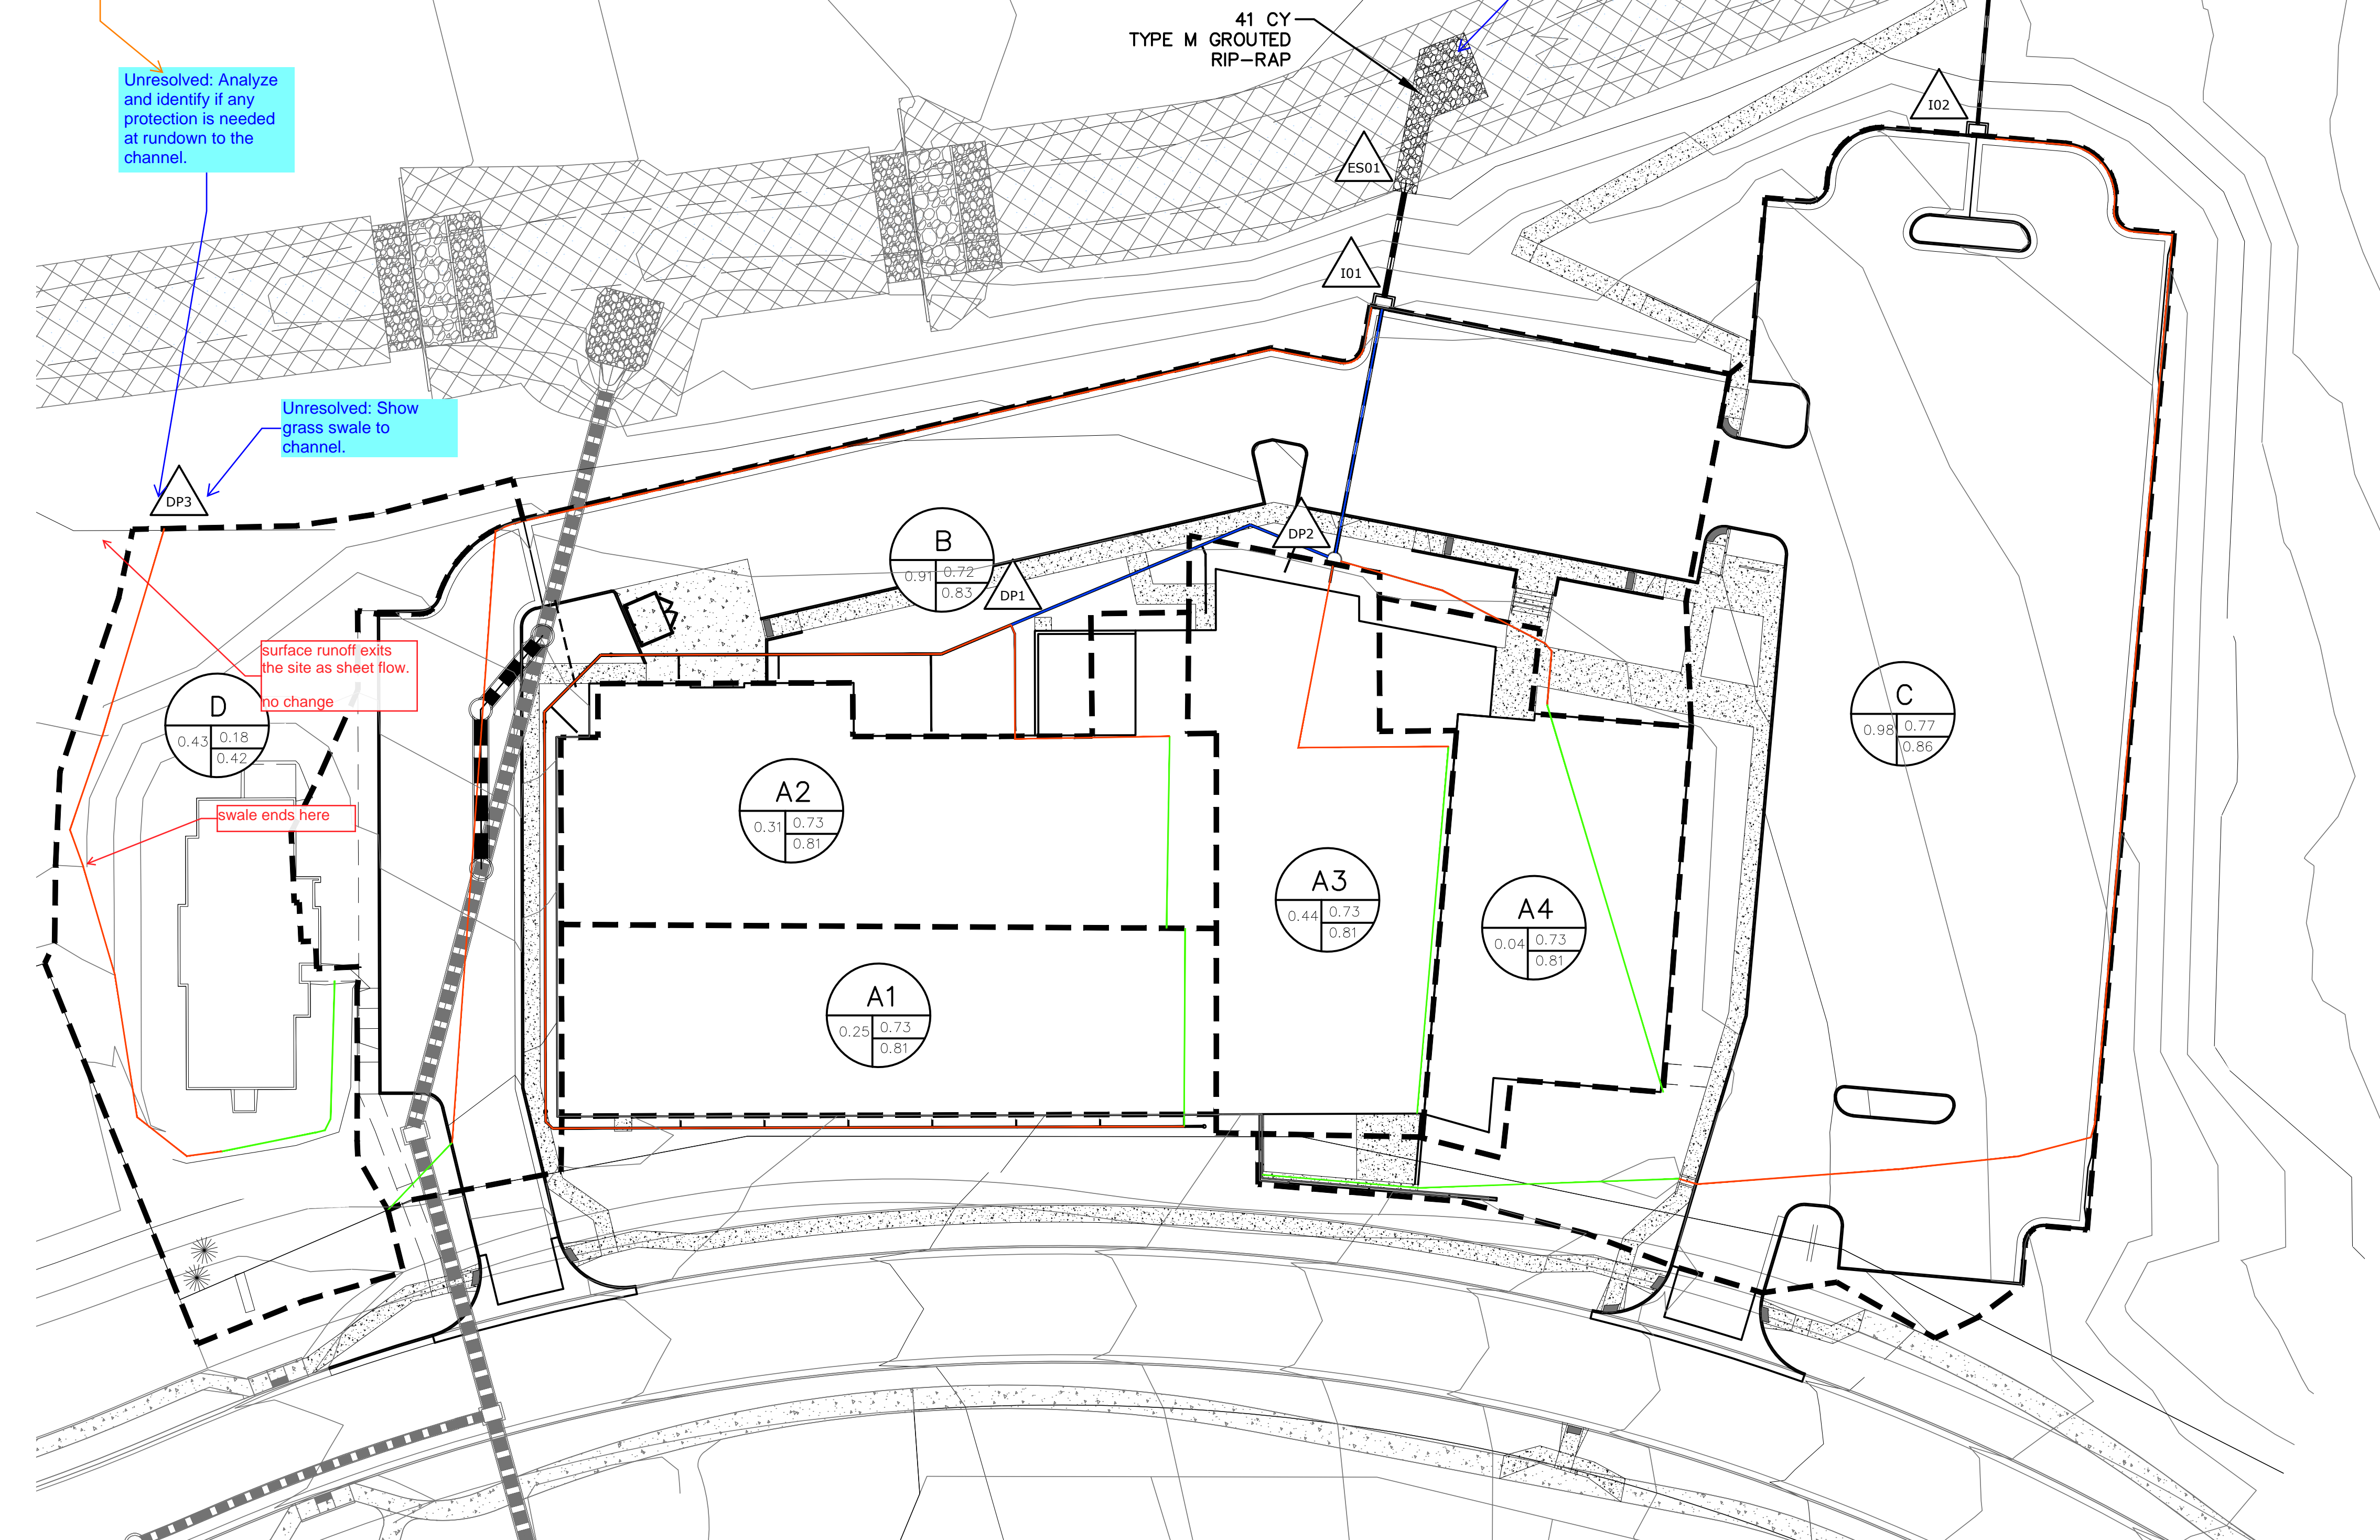 41 CY
TYPE M GROUTED
RIP-RAP
Unresolved: Analyze
and identify if any
protection is needed
at rundown to the
channel.
I02
ES01
I01
Unresolved: Show
grass swale to
channel.
DP3
DP2
B
0.91
0.72
0.83
DP1
surface runoff exits
the site as sheet flow.
no change
D
0.43
0.18
0.42
C
0.98
0.77
0.86
swale ends here
A2
0.31
0.73
0.81
A3
0.44
0.73
0.81
A4
0.04
0.73
0.81
A1
0.25
0.73
0.81